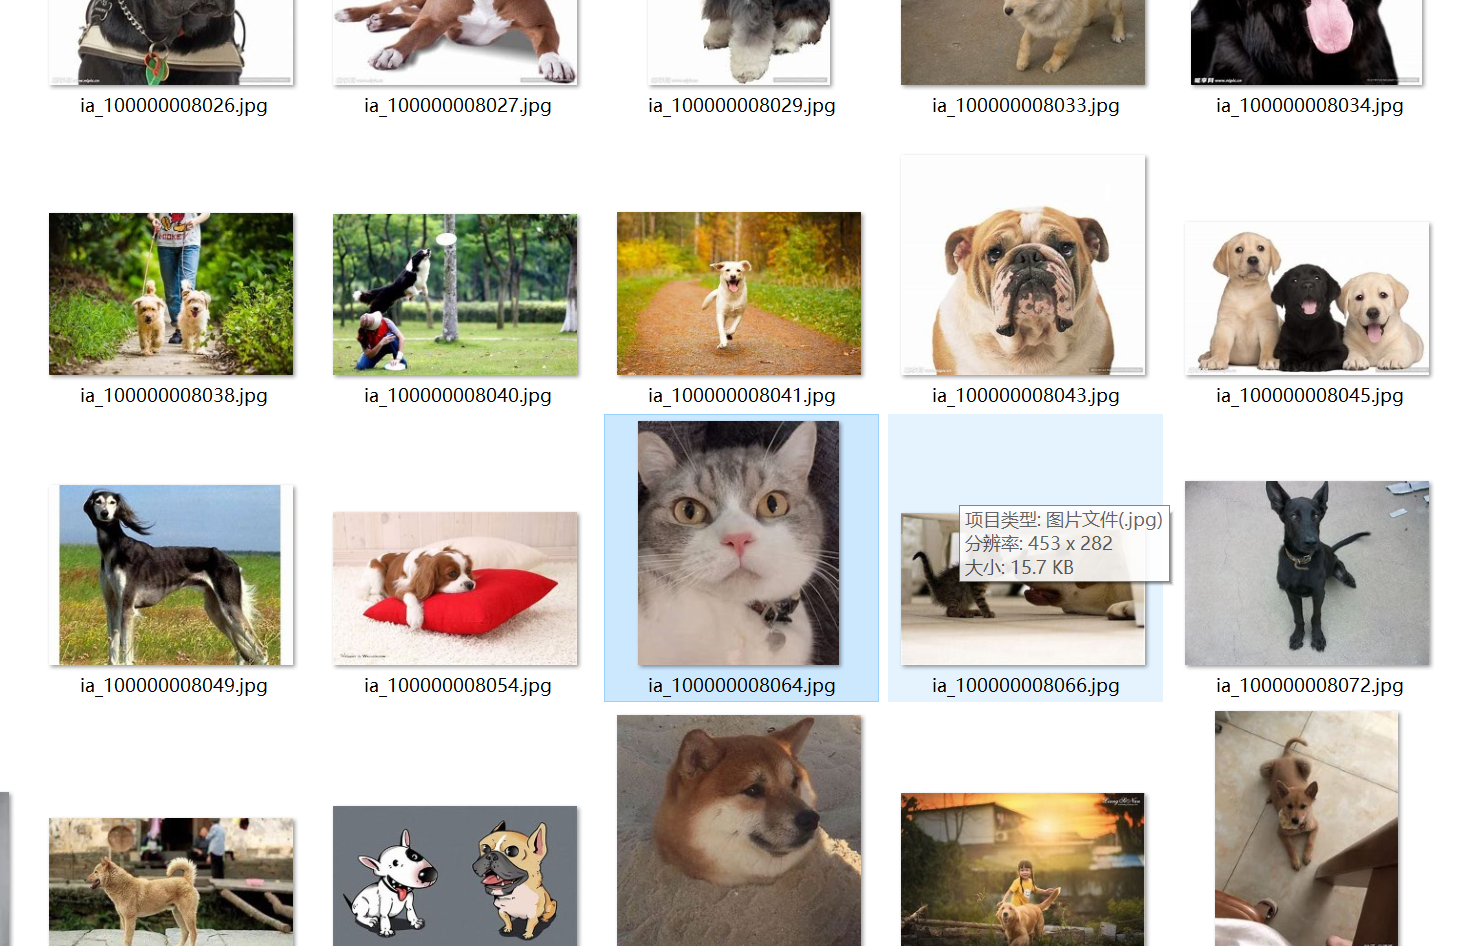 ia_100000008026.jpg
ia_100000008027.jpg
ia_100000008029.jpg
ia_100000008033.jpg
ia_100000008034.jpg
ia_100000008038.jpg
ia_100000008040.jpg
ia_100000008041.jpg
ia_100000008043.jpg
ia_100000008045.jpg
项目类型: 图片文件(.jpg)
分辨率: 453 x 282
大小: 15.7 KB
ia_100000008049.jpg
ia_100000008054.jpg
ia_100000008064.jpg
ia_100000008066.jpg
ia_100000008072.jpg